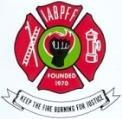 IABPFF
FOUNDED
1970
KEEP THE FIRE BURNING FOR JUSTICE